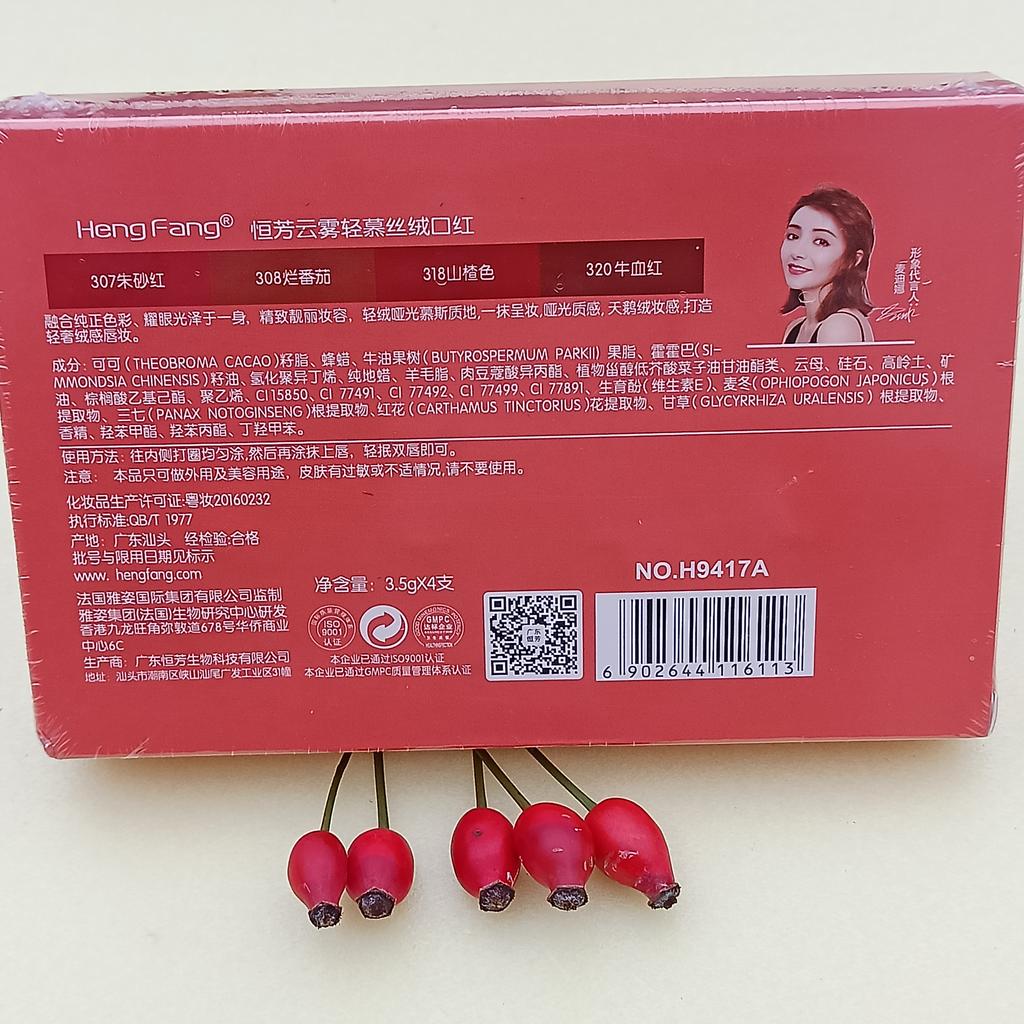 Heng Fang® 恒芳云雾轻慕丝绒口红
307朱砂红 308烂番茄 318山楂色 320牛血红
形象代言人:
麦迪娜
融合纯正色彩、耀眼光泽于一身，精致靓丽妆容，轻绒哑光慕斯质地,一抹呈妆,哑光质感，天鹅绒妆感,打造
轻奢绒感唇妆。
成分: 可可(THEOBROMA CACAO)籽脂、蜂蜡、牛油果树(BUTYROSPERMUM PARKII) 果脂、霍霍巴(SI-
MMONDSIA CHINENSIS)籽油、氢化聚异丁烯、纯地蜡、羊毛脂、肉豆蔻酸异丙酯、植物甾醇低芥酸菜子油甘油酯类、云母、硅石、高岭土、矿
油、棕榈酸乙基己酯、聚乙烯、CI 15850、CI 77491、CI 77492、CI 77499、CI 77891、生育酚(维生素E)、麦冬(OPHIOPOGON JAPONICUS)根
提取物、三七(PANAX NOTOGINSENG)根提取物、红花(CARTHAMUS TINCTORIUS)花提取物、甘草(GLYCYRRHIZA URALENSIS) 根提取物、
香精、羟苯甲酯、羟苯丙酯、丁羟甲苯。
使用方法: 往内侧打圈均匀涂,然后再涂抹上唇，轻抿双唇即可。
注意: 本品只可做外用及美容用途，皮肤有过敏或不适情况,请不要使用。
化妆品生产许可证:粤妆20160232
执行标准:QB/T 1977
产地: 广东汕头 经检验:合格
批号与限用日期见标示
www. hengfang.com
法国雅姿国际集团有限公司监制
雅姿集团(法国)生物研究中心研发
香港九龙旺角弥敦道678号华侨商业
中心6C
生产商: 广东恒芳生物科技有限公司
地址: 汕头市潮南区峡山汕尾广发工业区31幢
净含量: 3.5gX4支
ISO
9001
认证
GMPC
达标企业
本企业已通过ISO9001认证
本企业已通过GMPC质量管理体系认证
广东
恒芳
NO.H9417A
6 902644 116113